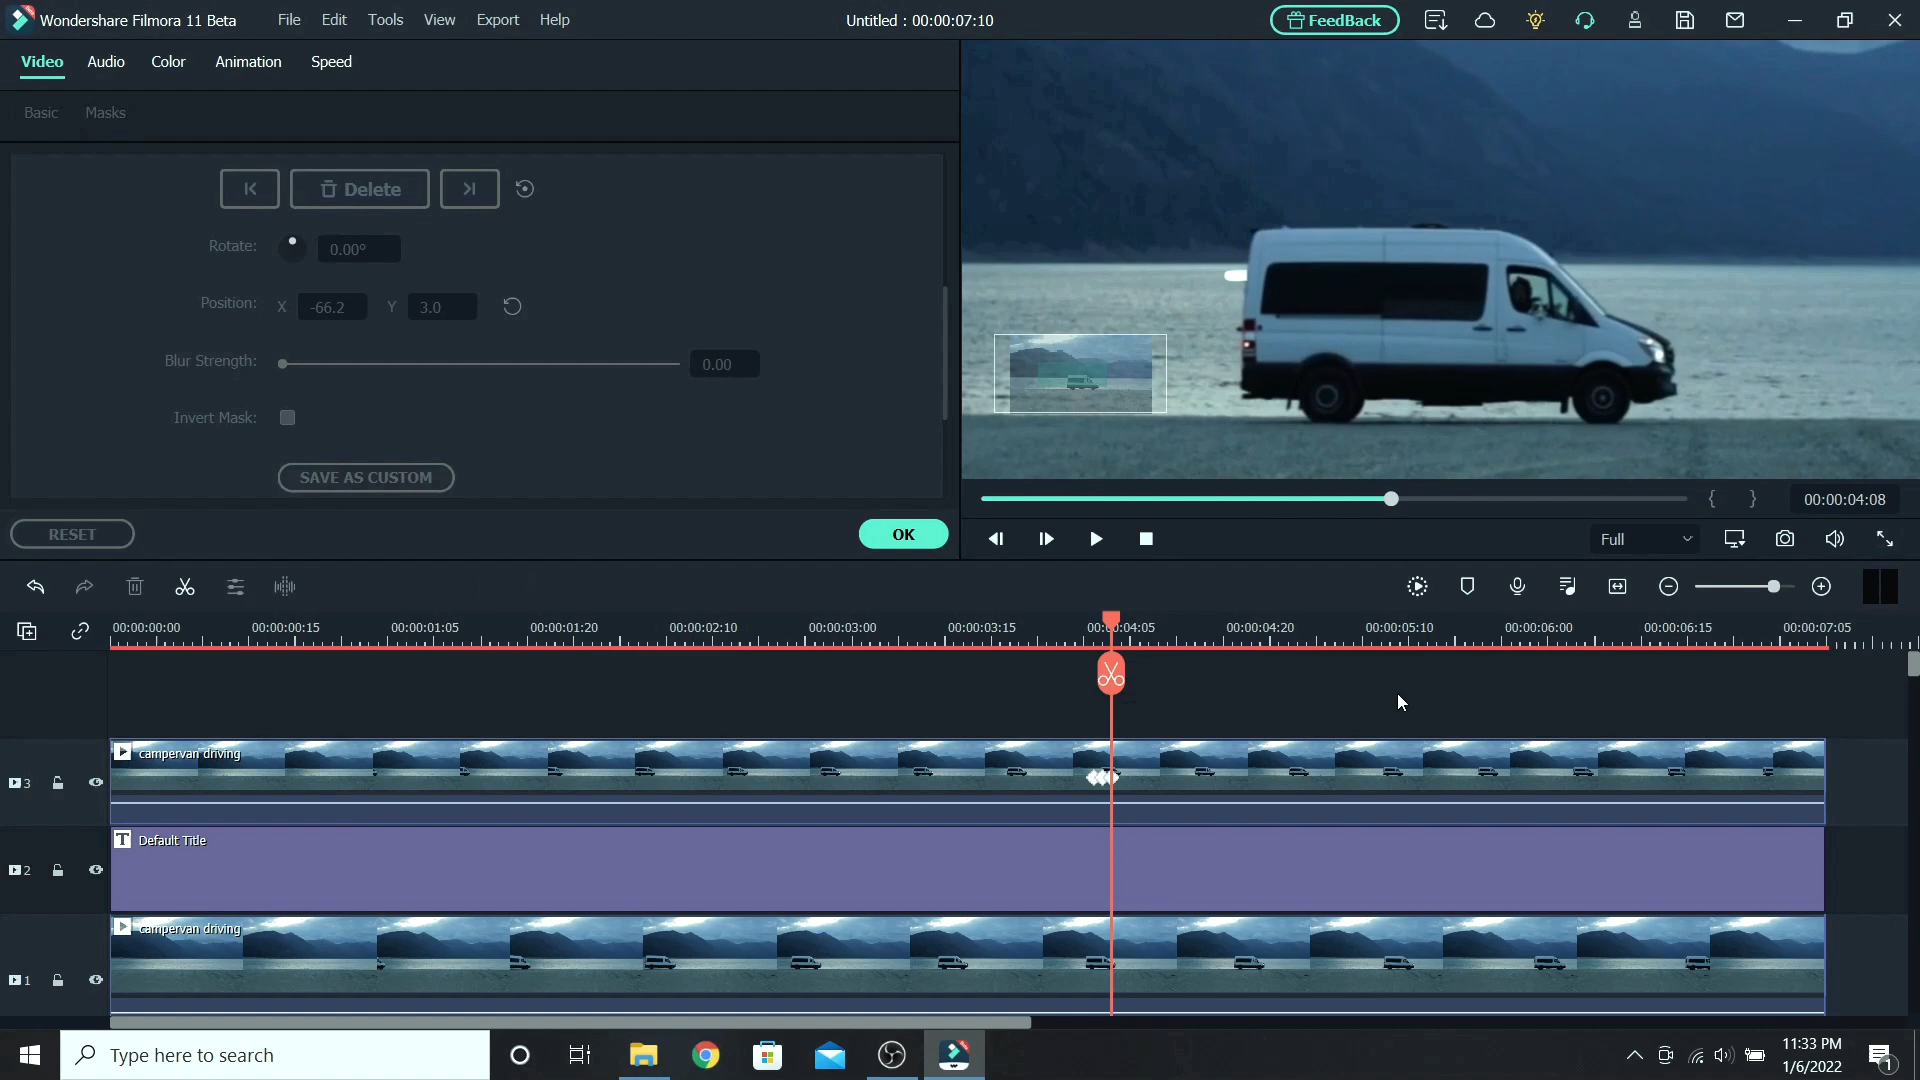 Wondershare Filmora 11 Beta File Edit Tools View Export Help Untitled : 00:00:07:10 FeedBack
Video Audio Color Animation Speed
Basic Masks
Delete
Rotate: 0.00°
Position: X -66.2 Y 3.0
Blur Strength: 0.00
Invert Mask:
SAVE AS CUSTOM
RESET OK
00:00:04:08
Full
00:00:00:00 00:00:00:15 00:00:01:05 00:00:01:20 00:00:02:10 00:00:03:00 00:00:03:15 00:00:04:05 00:00:04:20 00:00:05:10 00:00:06:00 00:00:06:15 00:00:07:05
campervan driving
3
T Default Title
2
campervan driving
1
Type here to search
11:33 PM
1/6/2022
1